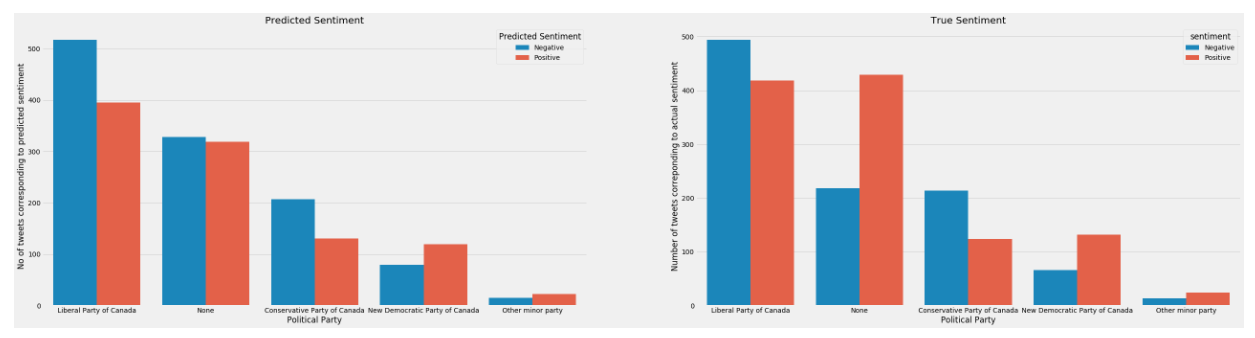 Predicted Sentiment
No of tweets corresponding to predicted sentiment
500
400
300
200
100
0
Predicted Sentiment
Negative
Positive
Liberal Party of Canada
None
Conservative Party of Canada
New Democratic Party of Canada
Other minor party
Political Party
True Sentiment
Number of tweets correponding to actual sentiment
500
400
300
200
100
0
sentiment
Negative
Positive
Liberal Party of Canada
None
Conservative Party of Canada
New Democratic Party of Canada
Other minor party
Political Party